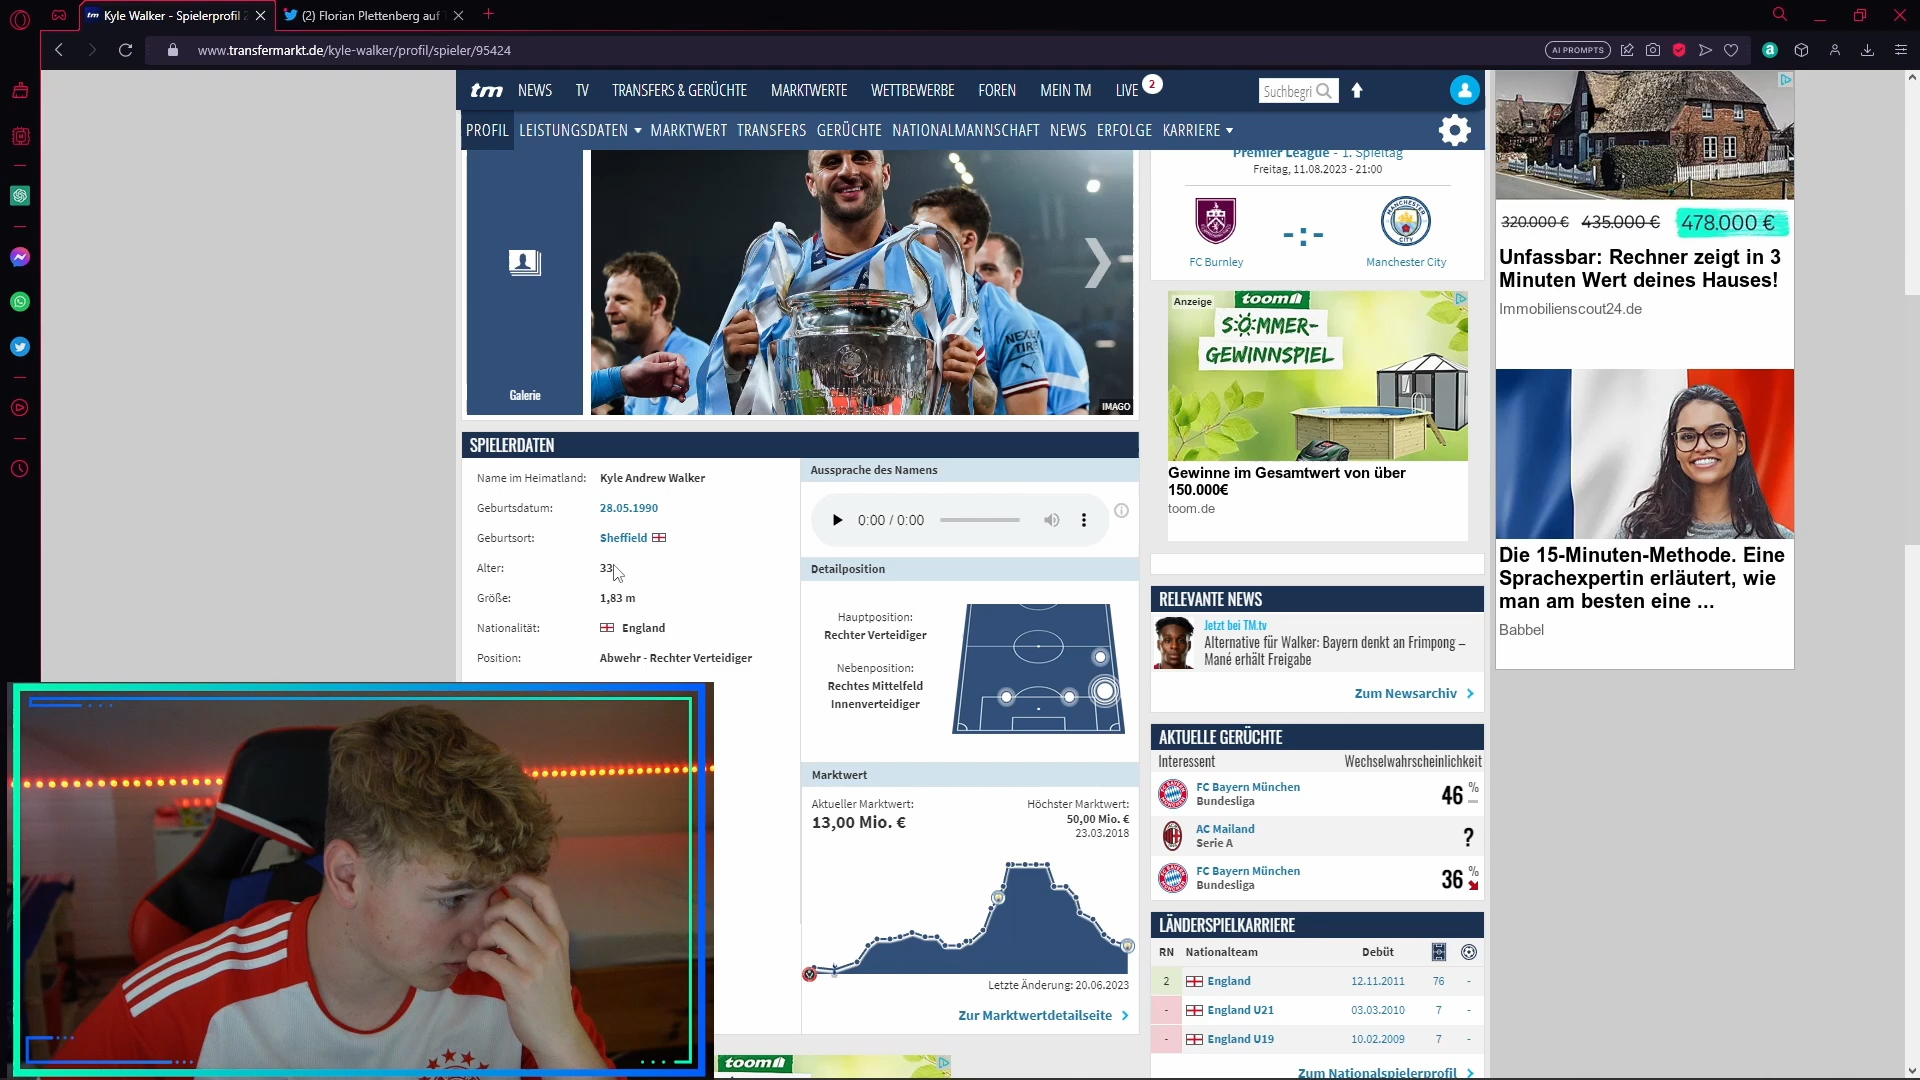 tm Kyle Walker - Spielerprofil 2
(2) Florian Plettenberg auf
www.transfermarkt.de/kyle-walker/profil/spieler/95424
AI PROMPTS
tm NEWS TV TRANSFERS & GERÜCHTE MARKTWERTE WETTBEWERBE FOREN MEIN TM LIVE 2
Suchbegri
PROFIL LEISTUNGSDATEN MARKTWERT TRANSFERS GERÜCHTE NATIONALMANNSCHAFT NEWS ERFOLGE KARRIERE
Galerie
NEXEN
TIRE
IMAGO
SPIELERDATEN
Name im Heimatland: Kyle Andrew Walker
Geburtsdatum: 28.05.1990
Geburtsort: Sheffield
Alter: 33
Größe: 1,83 m
Nationalität: England
Position: Abwehr - Rechter Verteidiger
Aussprache des Namens
0:00 / 0:00
Detailposition
Hauptposition:
Rechter Verteidiger
Nebenposition:
Rechtes Mittelfeld
Innenverteidiger
Marktwert
Aktueller Marktwert:
13,00 Mio. €
Höchster Marktwert:
50,00 Mio. €
23.03.2018
Letzte Änderung: 20.06.2023
Zur Marktwertdetailseite
toom
Premier League - 1. Spieltag
Freitag, 11.08.2023 - 21:00
MANCHESTER
CITY
-:-
FC Burnley
Manchester City
Anzeige
toom
SOMMER-
GEWINNSPIEL
Gewinne im Gesamtwert von über
150.000€
toom.de
RELEVANTE NEWS
Jetzt bei TM.tv
Alternative für Walker: Bayern denkt an Frimpong –
Mané erhält Freigabe
Zum Newsarchiv
AKTUELLE GERÜCHTE
Interessent Wechselwahrscheinlichkeit
FC Bayern München 46 %
Bundesliga
AC Mailand ?
Serie A
FC Bayern München 36 %
Bundesliga
LÄNDERSPIELKARRIERE
RN Nationalteam Debüt
2 England 12.11.2011 76 -
- England U21 03.03.2010 7 -
- England U19 10.02.2009 7 -
Zum Nationalspielerprofil
320.000 € 435.000 € 478.000 €
Unfassbar: Rechner zeigt in 3
Minuten Wert deines Hauses!
Immobilienscout24.de
Die 15-Minuten-Methode. Eine
Sprachexpertin erläutert, wie
man am besten eine ...
Babbel